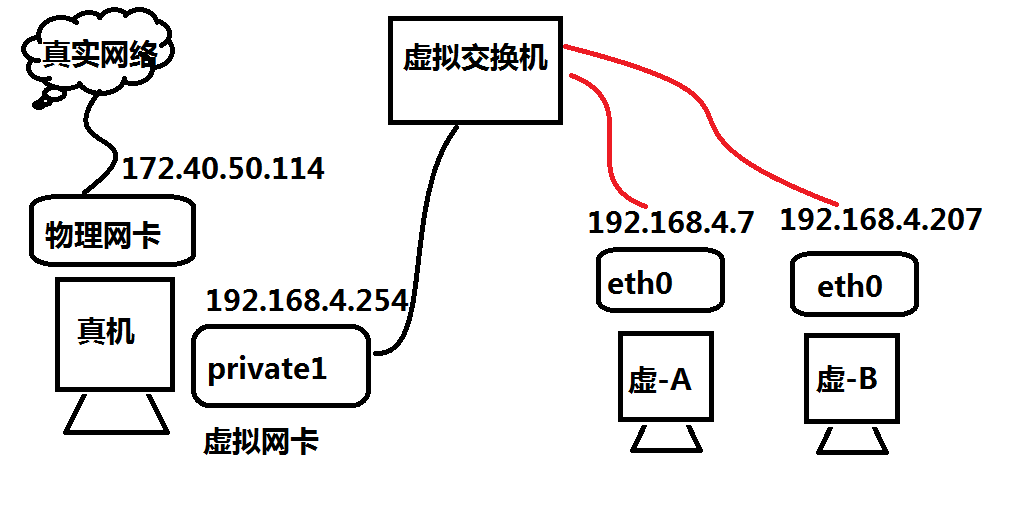 真实网络
虚拟交换机
172.40.50.114
物理网卡
192.168.4.7
192.168.4.207
eth0
eth0
192.168.4.254
真机
private1
虚-A
虚-B
虚拟网卡